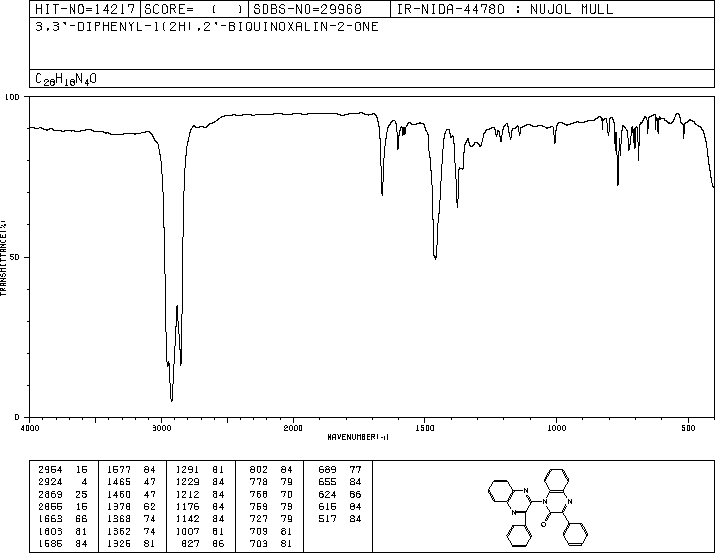 HIT-NO=14217 SCORE= ( ) SDBS-NO=29968 IR-NIDA-44780 : NUJOL MULL
3,3'-DIPHENYL-1(2H),2'-BIQUINOXALIN-2-ONE
C28H18N4O
100
50
0
TRANSMITTANCE(%)
4000 3000 2000 1500 1000 500
WAVENUMBER(-1)
2954 16 1577 84 1291 81 802 84 689 77
2924 4 1465 47 1229 84 778 79 655 84
2869 25 1460 47 1212 84 768 70 624 86
2855 16 1378 62 1176 84 759 79 616 84
1663 66 1368 74 1142 84 727 79 517 84
1603 81 1362 74 1007 81 709 81
1585 84 1325 81 827 86 703 81
N
N
N
N
O